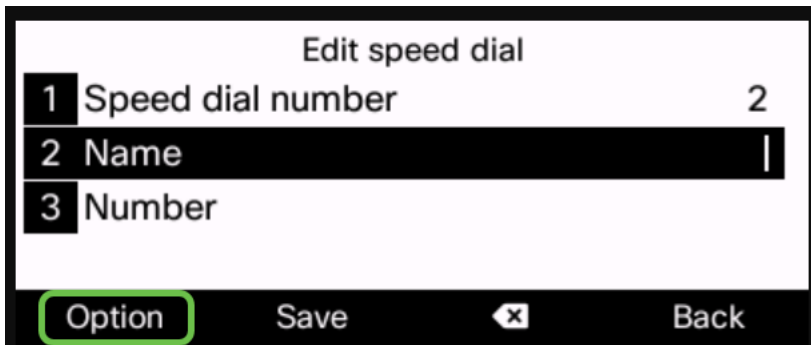 Edit speed dial
1 Speed dial number 2
2 Name
3 Number
Option Save Back